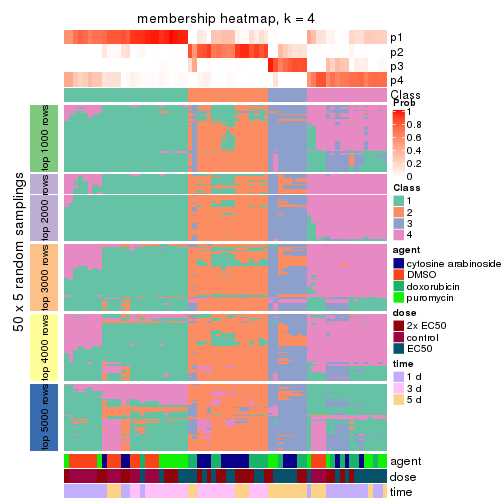 membership heatmap, k = 4
p1
p2
p3
p4
Class
50 x 5 random samplings
top 1000 rows
top 2000 rows
top 3000 rows
top 4000 rows
top 5000 rows
agent
dose
time
Prob
1
0.8
0.6
0.4
0.2
0
Class
1
2
3
4
agent
cytosine arabinoside
DMSO
doxorubicin
puromycin
dose
2x EC50
control
EC50
time
1 d
3 d
5 d